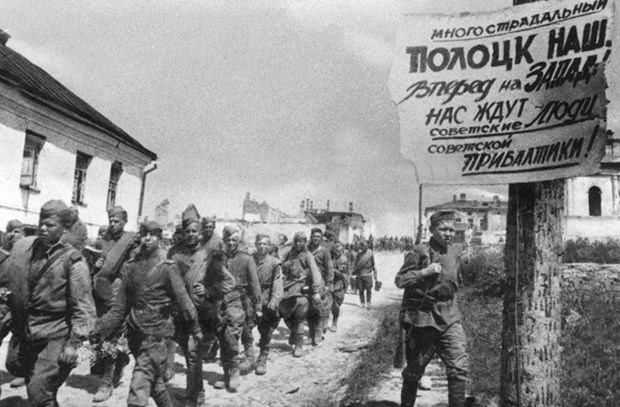 МНОГОСТРАДАЛЬНЫЙ
ПОЛОЦК НАШ.
Вперед на ЗАПАД!
НАС ЖДУТ ЛЮДИ
СОВЕТСКИЕ
СОВЕТСКОЙ
ПРИБАЛТИКИ!